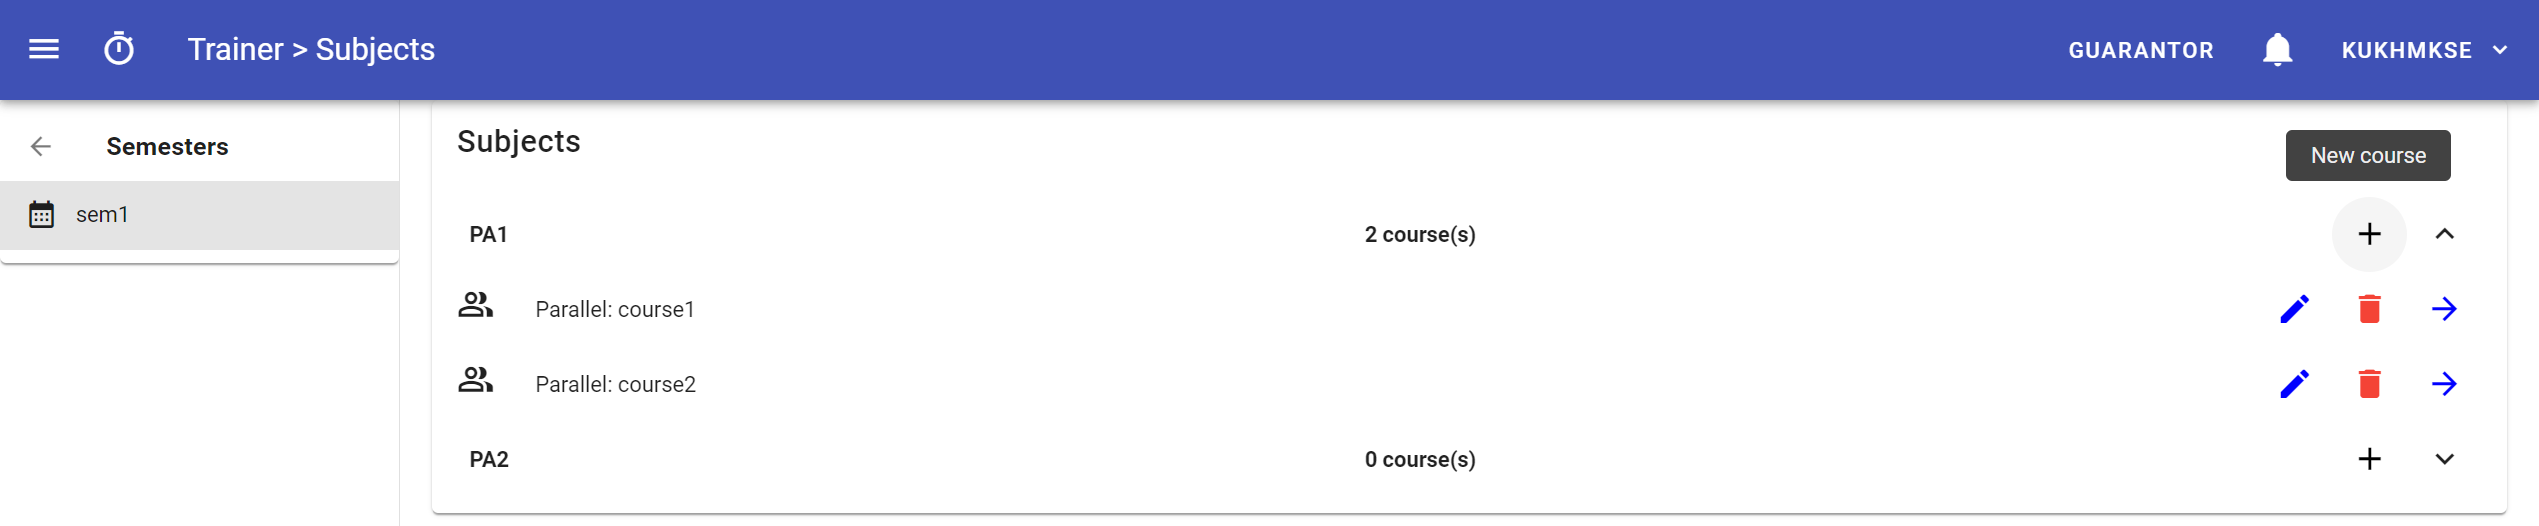 Trainer > Subjects
GUARANTOR
KUKHMKSE
Semesters
sem1
Subjects
New course
PA1
2 course(s)
Parallel: course1
Parallel: course2
PA2
0 course(s)